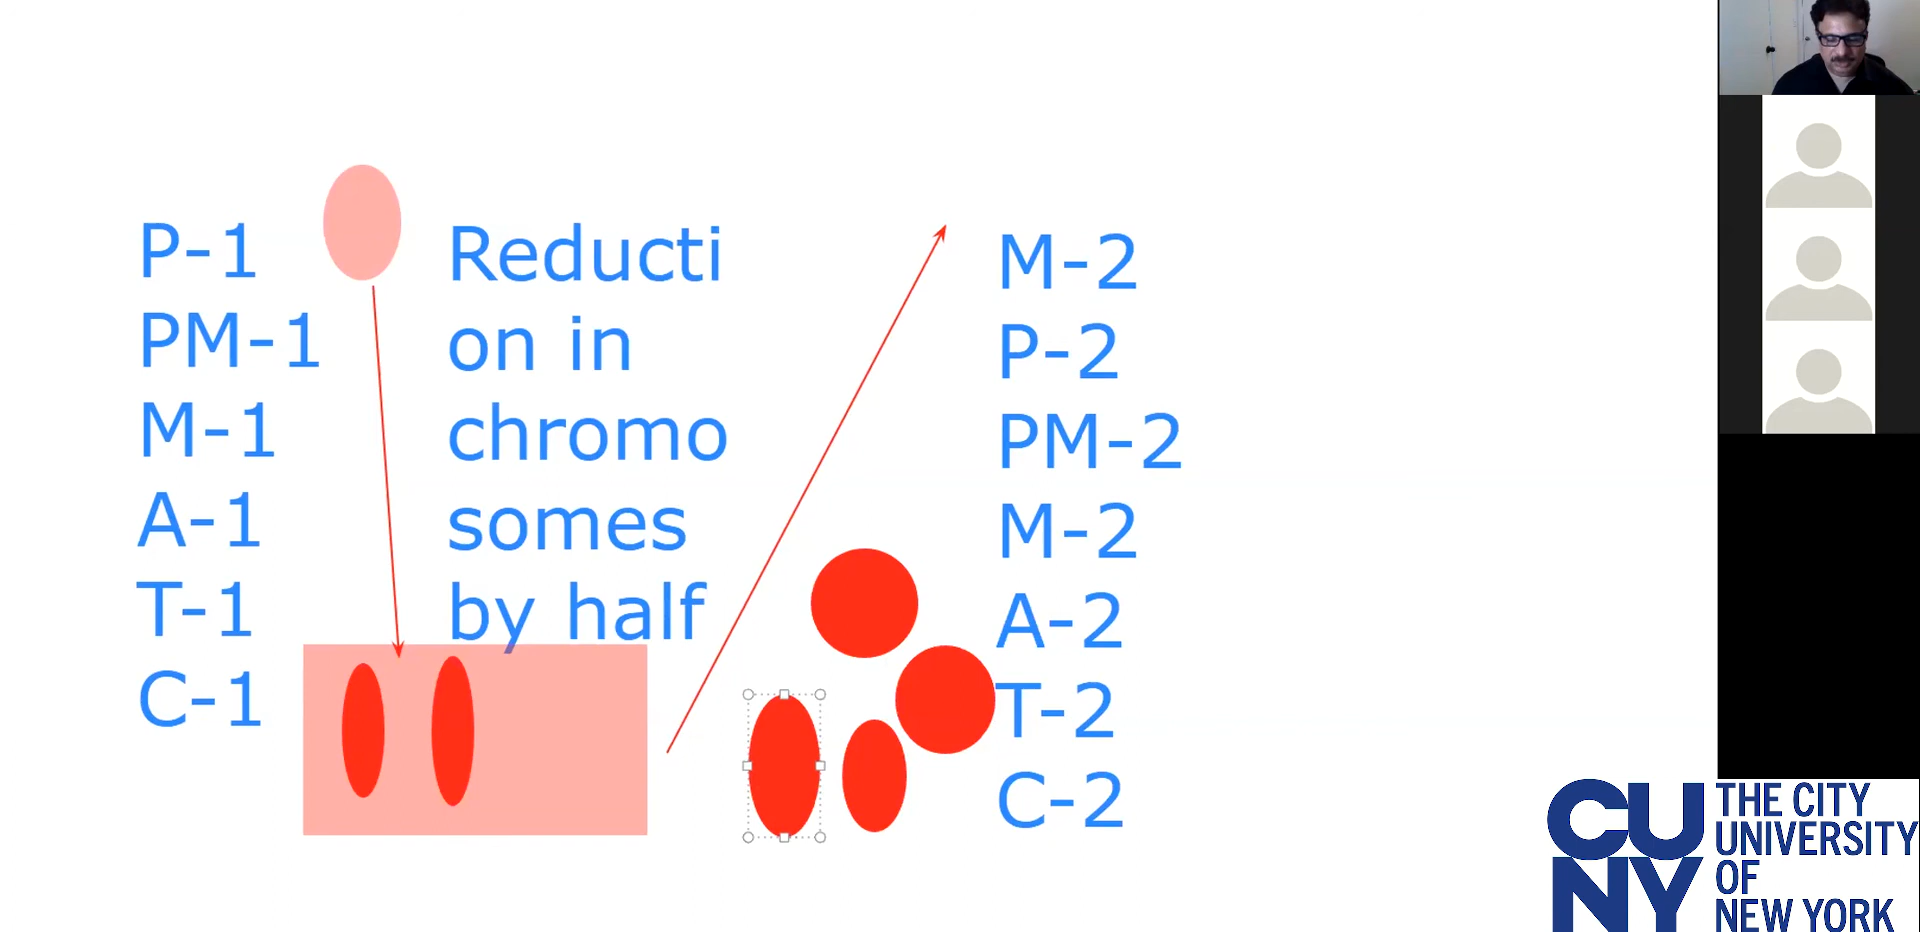 P-1
PM-1
M-1
A-1
T-1
C-1
Reducti
on in
chromo
somes
by half
M-2
P-2
PM-2
M-2
A-2
T-2
C-2
CU
NY
THE CITY
UNIVERSITY
OF
NEW YORK